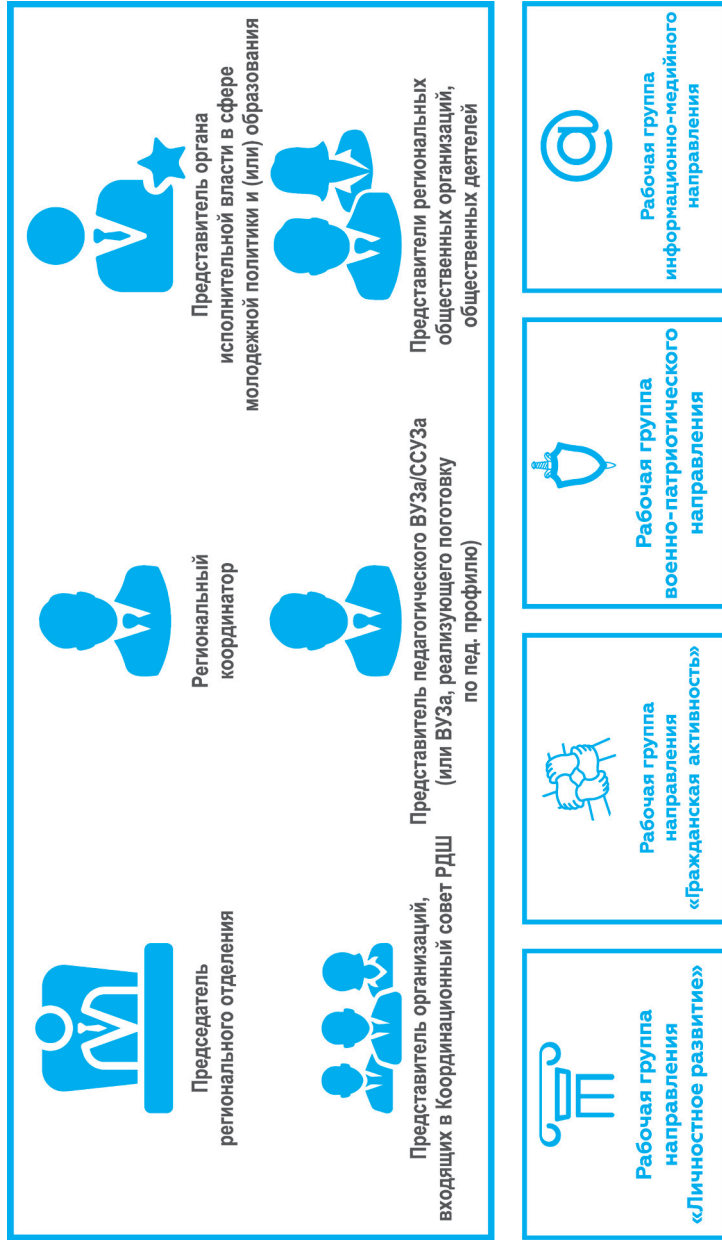 Председатель
регионального отделения
Региональный
координатор
Представитель органа
исполнительной власти в сфере
молодежной политики и (или) образования
Представитель организаций,
входящих в Координационный совет РДШ
Представитель педагогического ВУЗа/ССУЗа
(или ВУЗа, реализующего поготовку
по пед. профилю)
Представители региональных
общественных организаций,
общественных деятелей
Рабочая группа
направления
«Личностное развитие»
Рабочая группа
направления
«Гражданская активность»
Рабочая группа
военно-патриотического
направления
@
Рабочая группа
информационно-медийного
направления